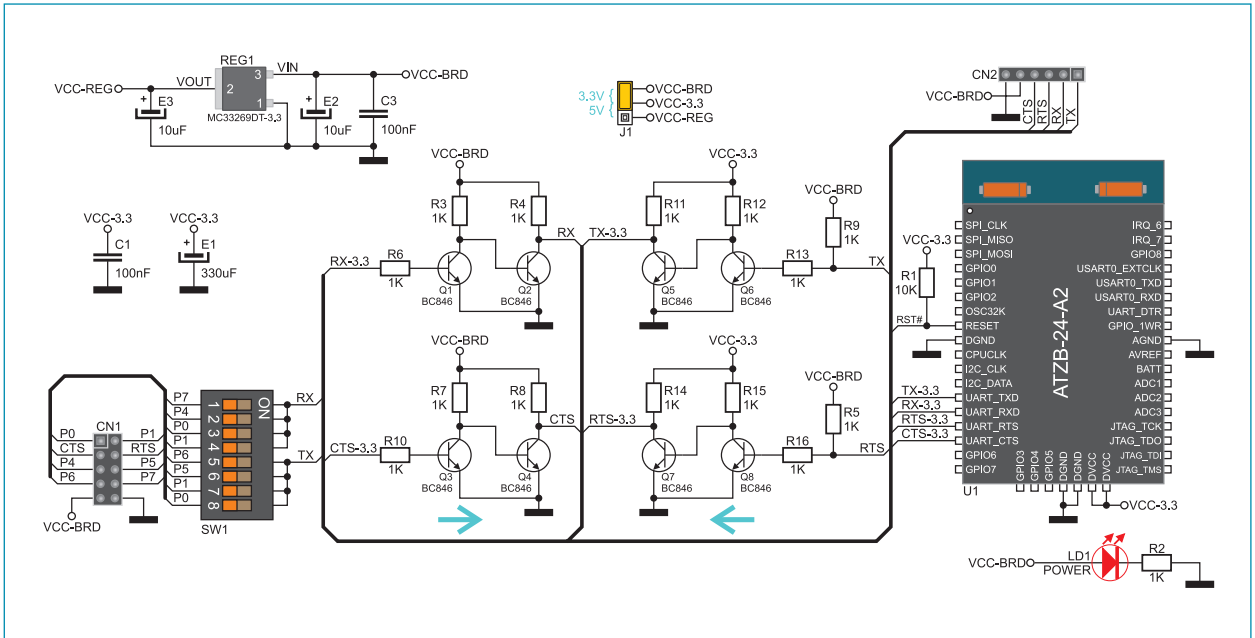 REG1
VCC-REG
VOUT
2
3
1
VIN
VCC-BRD
MC33269DT-3,3
+
E3
10uF
+
E2
10uF
C3
100nF
3.3V
5V
VCC-BRD
VCC-3.3
VCC-REG
J1
CN2
VCC-BRD
CTS
RTS
RX
TX
VCC-3.3
C1
100nF
VCC-3.3
+
E1
330uF
VCC-BRD
R3
1K
R4
1K
RX
RX-3.3
R6
1K
Q1
BC846
Q2
BC846
VCC-3.3
TX-3.3
R11
1K
R12
1K
Q5
BC846
Q6
BC846
R13
1K
VCC-BRD
R9
1K
TX
VCC-BRD
R7
1K
R8
1K
CTS
CTS-3.3
R10
1K
Q3
BC846
Q4
BC846
VCC-3.3
RTS-3.3
R14
1K
R15
1K
Q7
BC846
Q8
BC846
R16
1K
VCC-BRD
R5
1K
RTS
VCC-3.3
R1
10K
RST#
TX-3.3
RX-3.3
RTS-3.3
CTS-3.3
SPI_CLK
SPI_MISO
SPI_MOSI
GPIO0
GPIO1
GPIO2
OSC32K
RESET
DGND
CPUCLK
I2C_CLK
I2C_DATA
UART_TXD
UART_RXD
UART_RTS
UART_CTS
GPIO6
GPIO7
ATZB-24-A2
IRQ_6
IRQ_7
GPIO8
USART0_EXTCLK
USART0_TXD
USART0_RXD
UART_DTR
GPIO_1WR
AGND
AVREF
BATT
ADC1
ADC2
ADC3
JTAG_TCK
JTAG_TDO
JTAG_TDI
JTAG_TMS
GPIO3
GPIO4
GPIO5
DGND
DGND
DVCC
DVCC
U1
VCC-3.3
CN1
P0
CTS
P4
P6
P1
RTS
P5
P7
VCC-BRD
P7
P4
P0
P1
P6
P5
P1
P0
1
2
3
4
5
6
7
8
ON
SW1
RX
TX
VCC-BRD
LD1
POWER
R2
1K